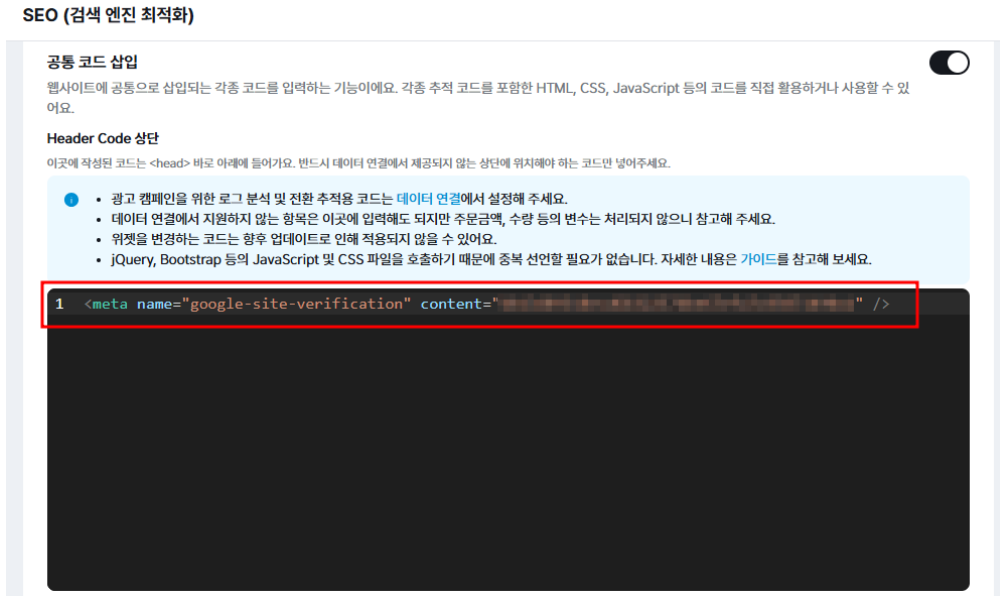 SEO (검색 엔진 최적화)
공통 코드 삽입
웹사이트에 공통으로 삽입되는 각종 코드를 입력하는 기능이에요. 각종 추적 코드를 포함한 HTML, CSS, JavaScript 등의 코드를 직접 활용하거나 사용할 수 있
어요.
Header Code 상단
이곳에 작성된 코드는 <head> 바로 아래에 들어가요. 반드시 데이터 연결에서 제공되지 않는 상단에 위치해야 하는 코드만 넣어주세요.
• 광고 캠페인을 위한 로그 분석 및 전환 추적용 코드는 데이터 연결에서 설정해 주세요.
• 데이터 연결에서 지원하지 않는 항목은 이곳에 입력해도 되지만 주문금액, 수량 등의 변수는 처리되지 않으니 참고해 주세요.
• 위젯을 변경하는 코드는 향후 업데이트로 인해 적용되지 않을 수 있어요.
• jQuery, Bootstrap 등의 JavaScript 및 CSS 파일을 호출하기 때문에 중복 선언할 필요가 없습니다. 자세한 내용은 가이드를 참고해 보세요.
1 <meta name="google-site-verification" content="" />